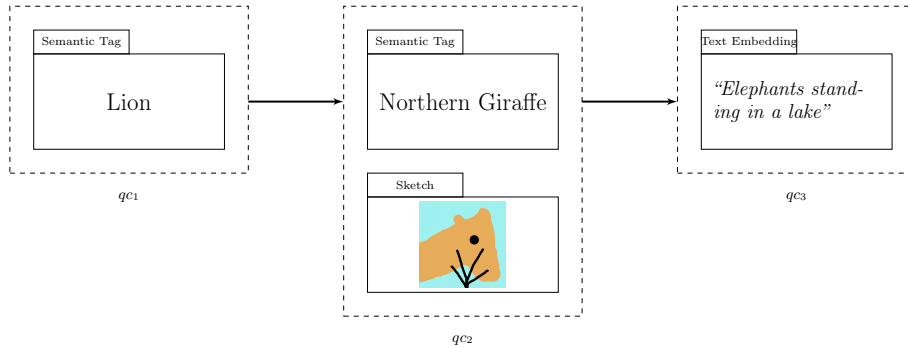 Semantic Tag
Lion
qc1
Semantic Tag
Northern Giraffe
Sketch
qc2
Text Embedding
“Elephants stand-
ing in a lake”
qc3